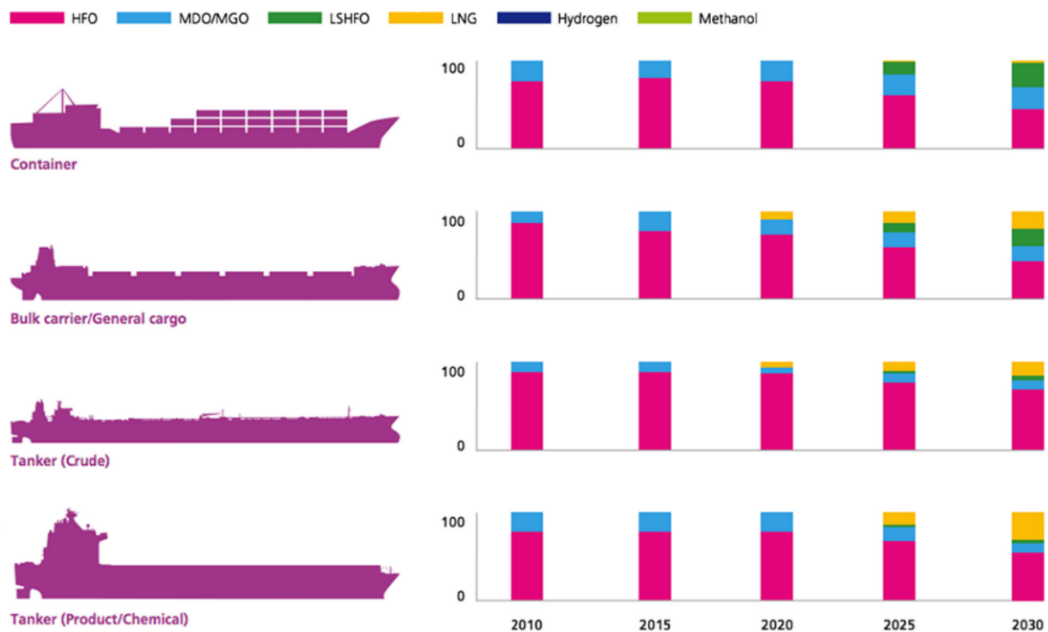 HFO MDO/MGO LSHFO LNG Hydrogen Methanol
100
0
Container
100
0
Bulk carrier/General cargo
100
0
Tanker (Crude)
100
0
Tanker (Product/Chemical)
2010 2015 2020 2025 2030